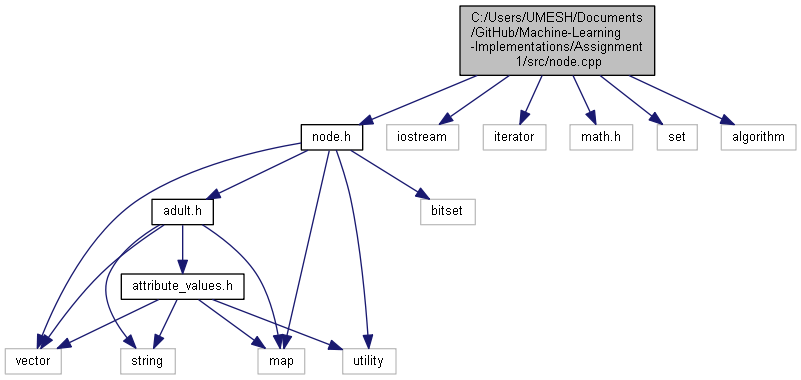 C:/Users/UMESH/Documents
/GitHub/Machine-Learning
-Implementations/Assignment
1/src/node.cpp
node.h
iostream
iterator
math.h
set
algorithm
adult.h
bitset
attribute_values.h
vector
string
map
utility